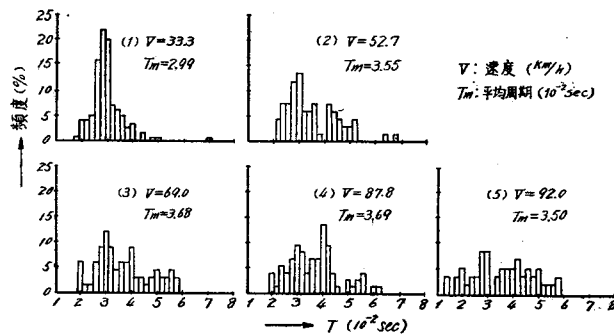 頻度(%)
25
20
15
10
5
0
(1) V=33.3
Tm=2.99
(2) V=52.7
Tm=3.55
V: 速度 (Km/h)
Tm: 平均周期 (10⁻² sec)
25
20
15
10
5
(3) V=69.0
Tm=3.68
(4) V=87.8
Tm=3.69
(5) V=92.0
Tm=3.50
1 2 3 4 5 6 7 8
1 2 3 4 5 6 7 8
1 2 3 4 5 6 7 8
T (10⁻² sec)